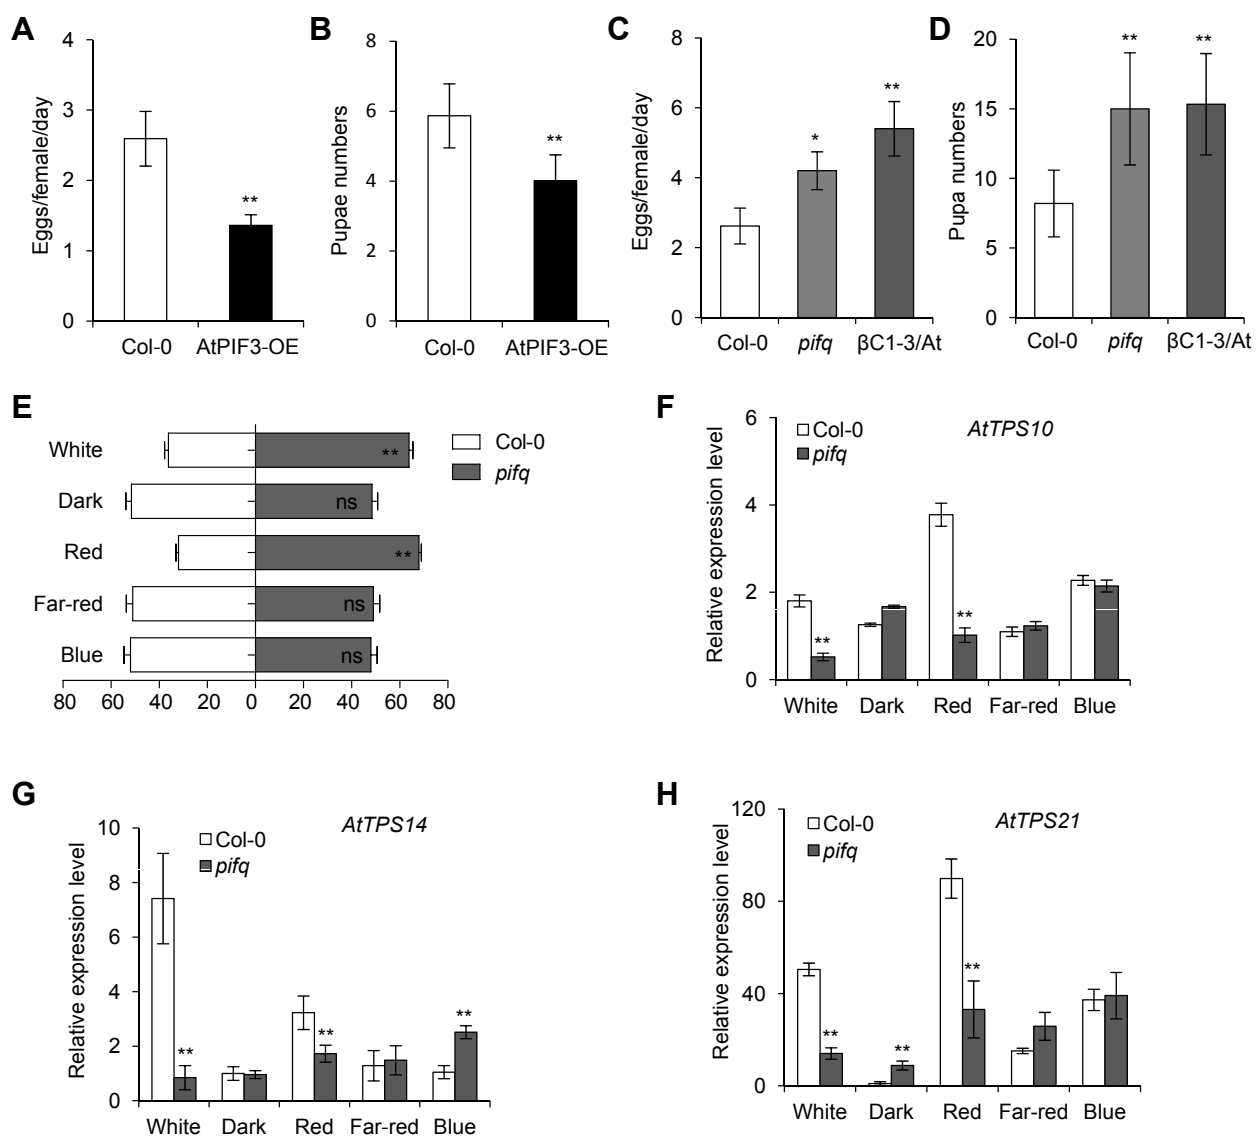 A
Eggs/female/day
4
3
2
1
0
**
Col-0 AtPIF3-OE
B
Pupae numbers
8
6
4
2
0
**
Col-0 AtPIF3-OE
C
Eggs/female/day
8
6
4
2
0
* **
Col-0 pifq βC1-3/At
D
Pupa numbers
20
15
10
5
0
** **
Col-0 pifq βC1-3/At
E
White **
Dark ns
Red **
Far-red ns
Blue ns
80 60 40 20 0 20 40 60 80
Col-0
pifq
F
AtTPS10
Relative expression level
6
4
2
0
Col-0
pifq
** **
White Dark Red Far-red Blue
G
AtTPS14
Relative expression level
10
8
6
4
2
0
Col-0
pifq
** ** **
White Dark Red Far-red Blue
H
AtTPS21
Relative expression level
120
80
40
0
Col-0
pifq
** ** **
White Dark Red Far-red Blue